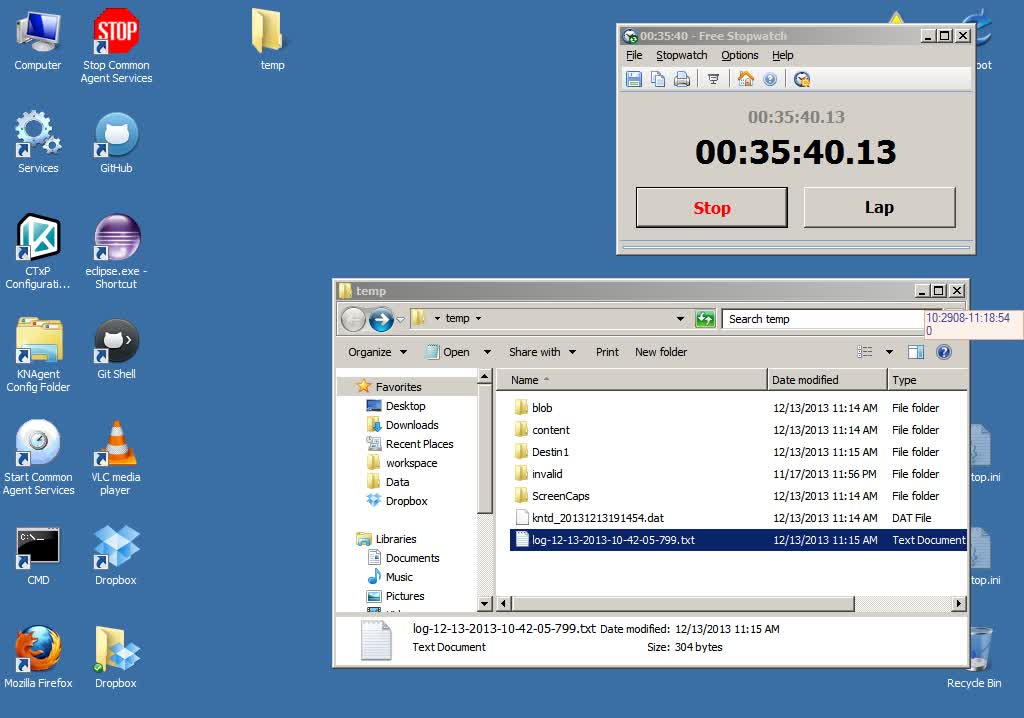 Computer
STOP
Stop Common
Agent Services
temp
Services
GitHub
CTxP
Configurati...
eclipse.exe -
Shortcut
KNAgent
Config Folder
Git Shell
Start Common
Agent Services
VLC media
player
C:\>_
CMD
Dropbox
Mozilla Firefox
Dropbox
00:35:40 - Free Stopwatch
File Stopwatch Options Help
00:35:40.13
00:35:40.13
Stop Lap
oot
temp
temp
Search temp
10:2908-11:18:54
0
Organize Open Share with Print New folder
Favorites
Desktop
Downloads
Recent Places
workspace
Data
Dropbox
Libraries
Documents
Music
Pictures
Name Date modified Type
blob 12/13/2013 11:14 AM File folder
content 12/13/2013 11:14 AM File folder
Destin1 12/13/2013 11:15 AM File folder
invalid 11/17/2013 11:56 PM File folder
ScreenCaps 12/13/2013 11:14 AM File folder
kntd_20131213191454.dat 12/13/2013 11:14 AM DAT File
log-12-13-2013-10-42-05-799.txt 12/13/2013 11:15 AM Text Document
log-12-13-2013-10-42-05-799.txt Date modified: 12/13/2013 11:15 AM
Text Document Size: 304 bytes
top.ini
top.ini
Recycle Bin